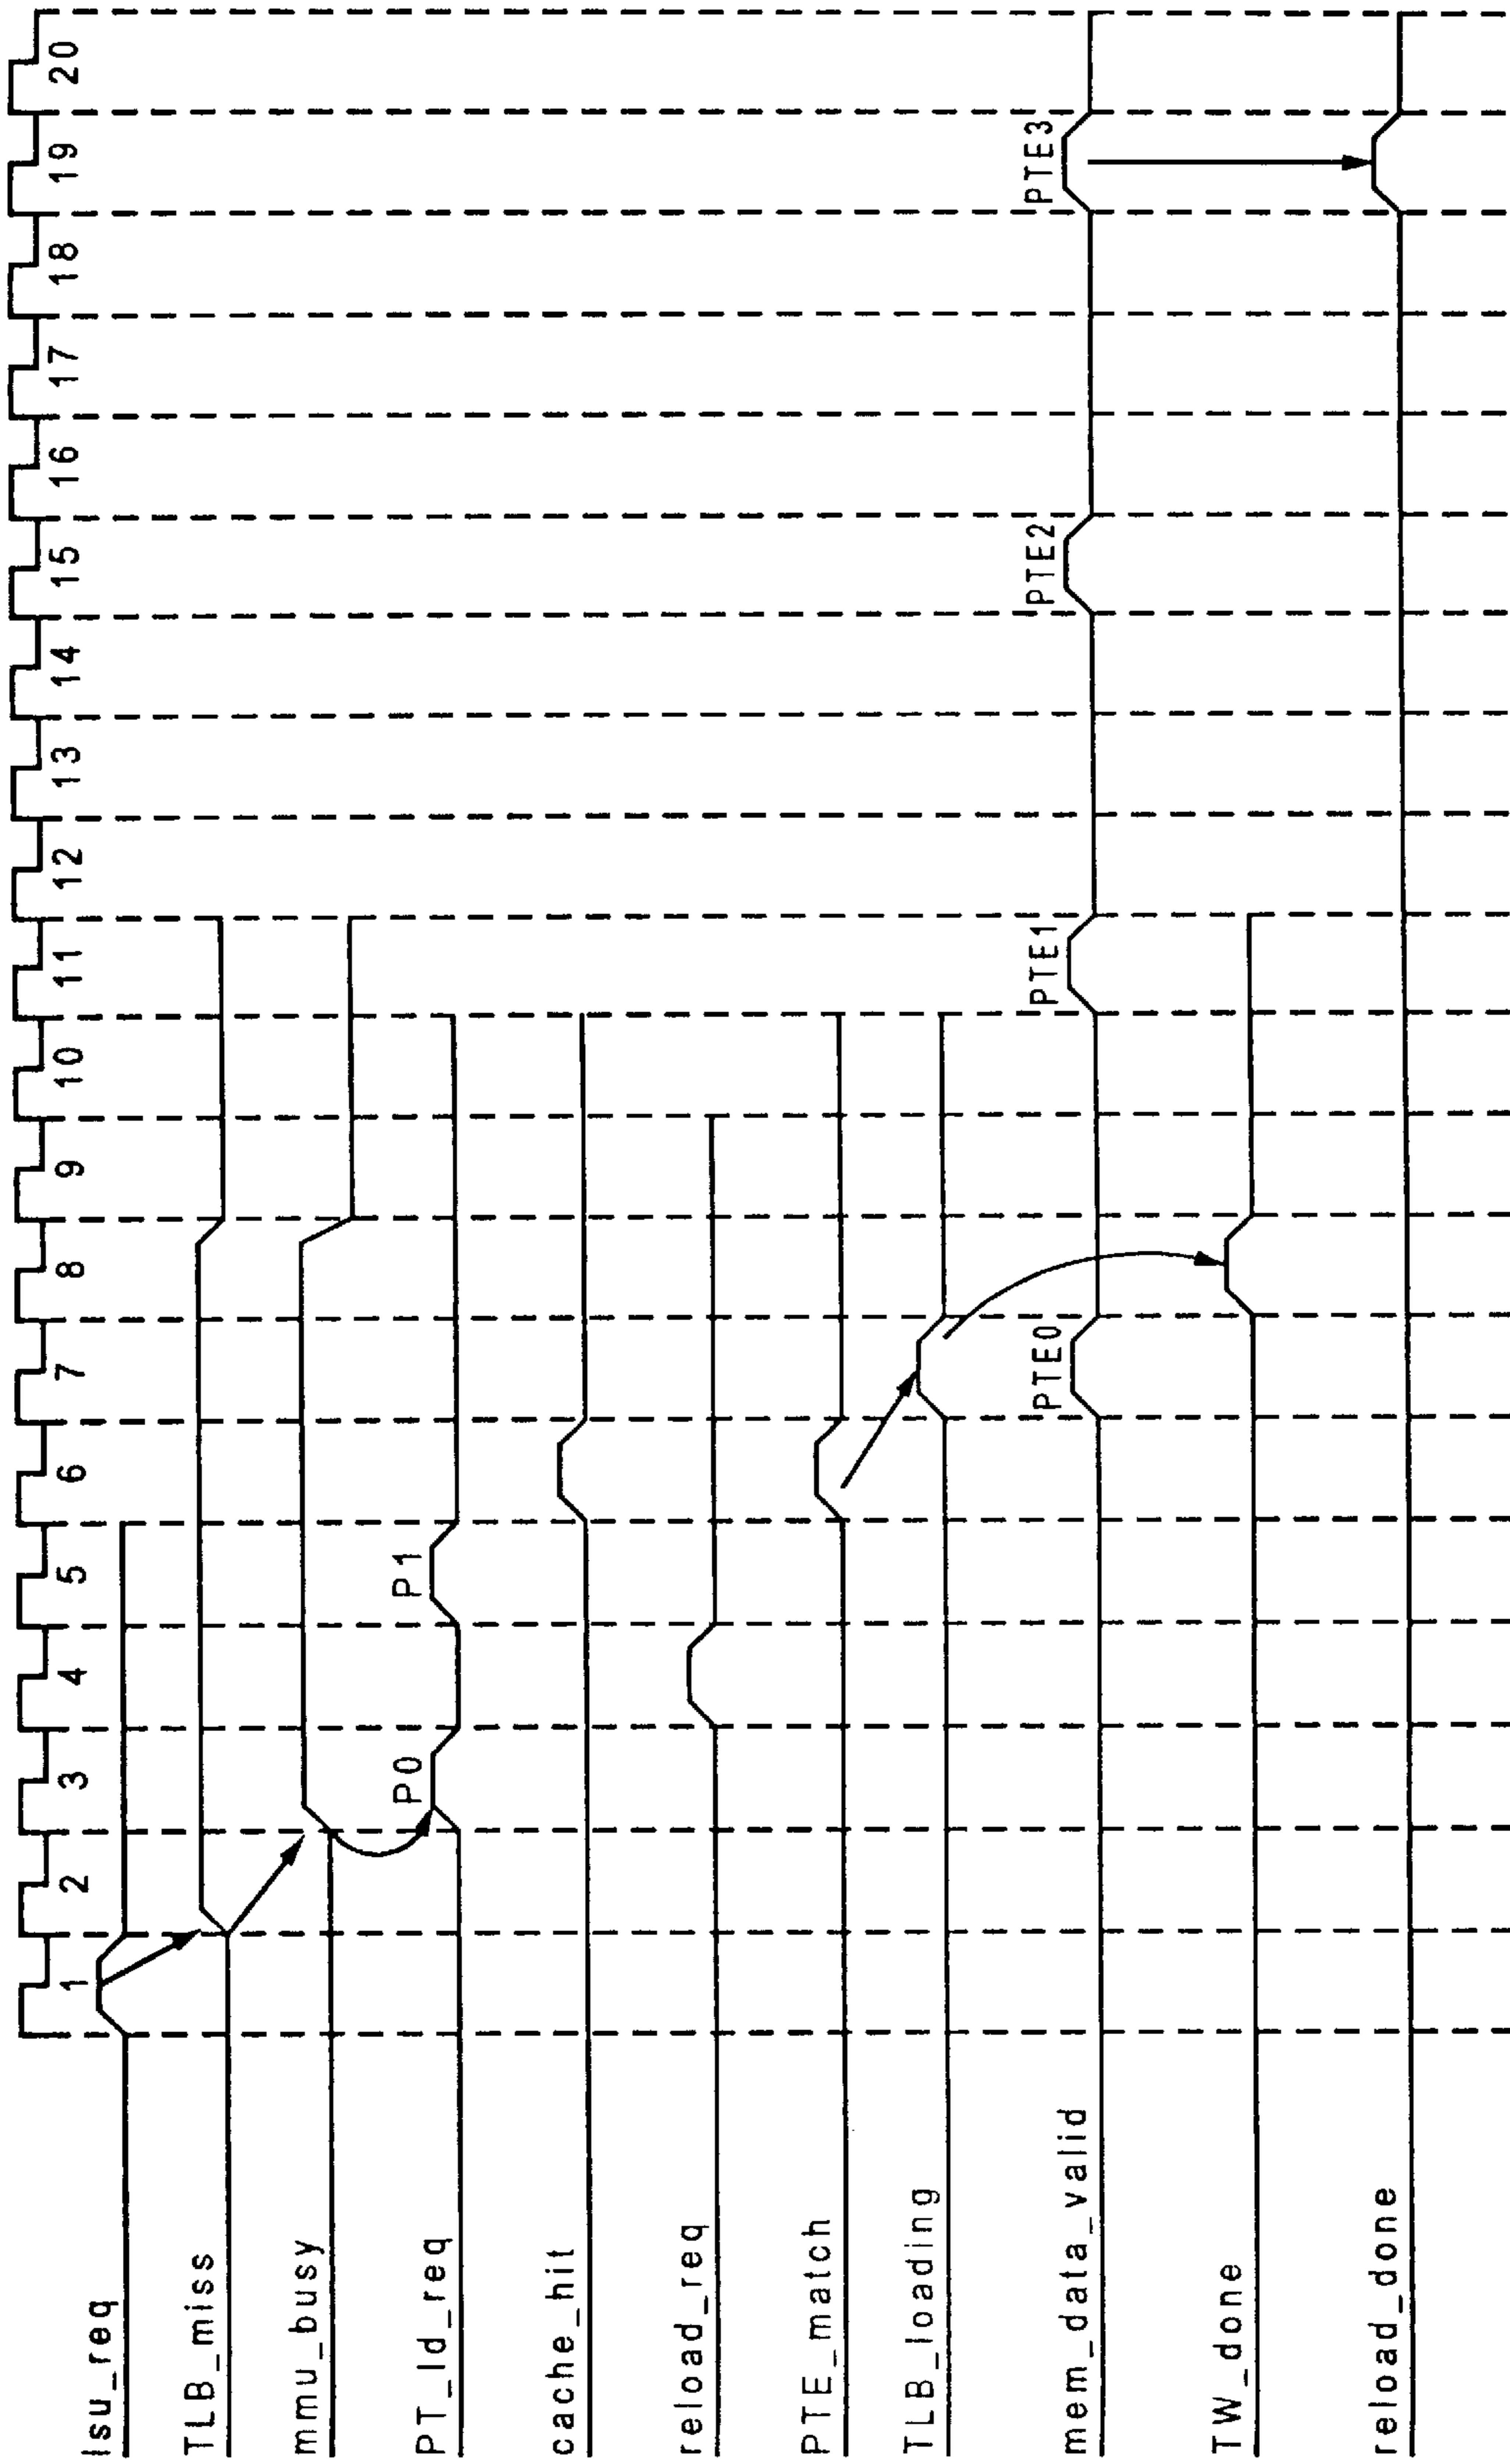 1 2 3 4 5 6 7 8 9 10 11 12 13 14 15 16 17 18 19 20
lsu_req
TLB_miss
mmu_busy
PT_ld_req P0 P1
cache_hit
reload_req
PTE_match
TLB_loading
mem_data_valid PTE0 PTE1 PTE2 PTE3
TW_done
reload_done